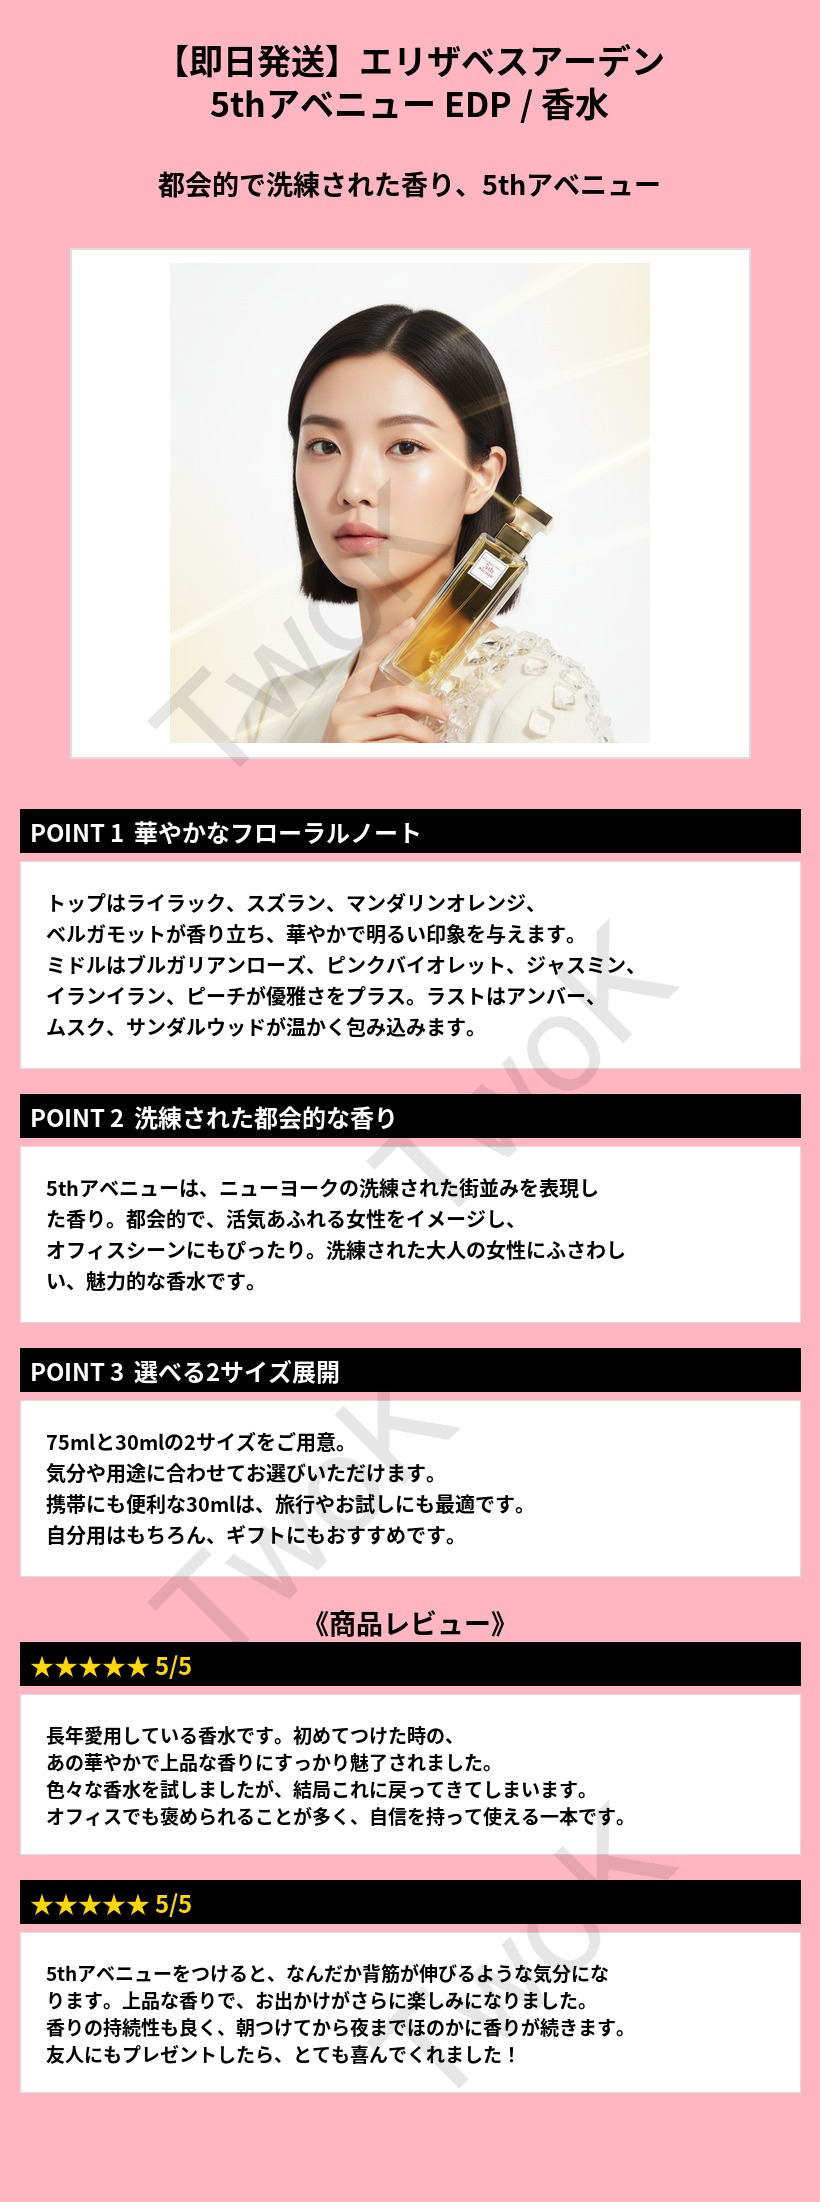 【即日発送】エリザベスアーデン
5thアベニュー EDP / 香水
都会的で洗練された香り、5thアベニュー
5th
TwoK
POINT 1 華やかなフローラルノート
トップはライラック、スズラン、マンダリンオレンジ、
ベルガモットが香り立ち、華やかで明るい印象を与えます。
ミドルはブルガリアンローズ、ピンクバイオレット、ジャスミン、
イランイラン、ピーチが優雅さをプラス。ラストはアンバー、
ムスク、サンダルウッドが温かく包み込みます。
TwoK
POINT 2 洗練された都会的な香り
5thアベニューは、ニューヨークの洗練された街並みを表現し
た香り。都会的で、活気あふれる女性をイメージし、
オフィスシーンにもぴったり。洗練された大人の女性にふさわし
い、魅力的な香水です。
POINT 3 選べる2サイズ展開
75mlと30mlの2サイズをご用意。
気分や用途に合わせてお選びいただけます。
携帯にも便利な30mlは、旅行やお試しにも最適です。
自分用はもちろん、ギフトにもおすすめです。
TwoK
《商品レビュー》
★★★★★ 5/5
長年愛用している香水です。初めてつけた時の、
あの華やかで上品な香りにすっかり魅了されました。
色々な香水を試しましたが、結局これに戻ってきてしまいます。
オフィスでも褒められることが多く、自信を持って使える一本です。
★★★★★ 5/5
5thアベニューをつけると、なんだか背筋が伸びるような気分にな
ります。上品な香りで、お出かけがさらに楽しみになりました。
香りの持続性も良く、朝つけてから夜までほのかに香りが続きます。
友人にもプレゼントしたら、とても喜んでくれました！
TwoK